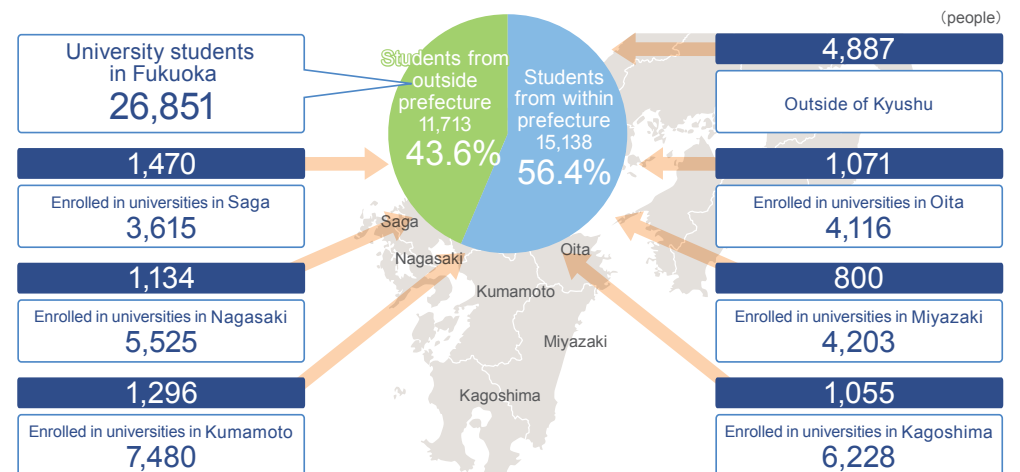 (people)
University students
in Fukuoka
26,851
Students from
outside
prefecture
11,713
43.6%
Students
from within
prefecture
15,138
56.4%
4,887
Outside of Kyushu
1,470
Enrolled in universities in Saga
3,615
1,071
Enrolled in universities in Oita
4,116
1,134
Enrolled in universities in Nagasaki
5,525
800
Enrolled in universities in Miyazaki
4,203
1,296
Enrolled in universities in Kumamoto
7,480
1,055
Enrolled in universities in Kagoshima
6,228
Saga
Nagasaki
Oita
Kumamoto
Miyazaki
Kagoshima